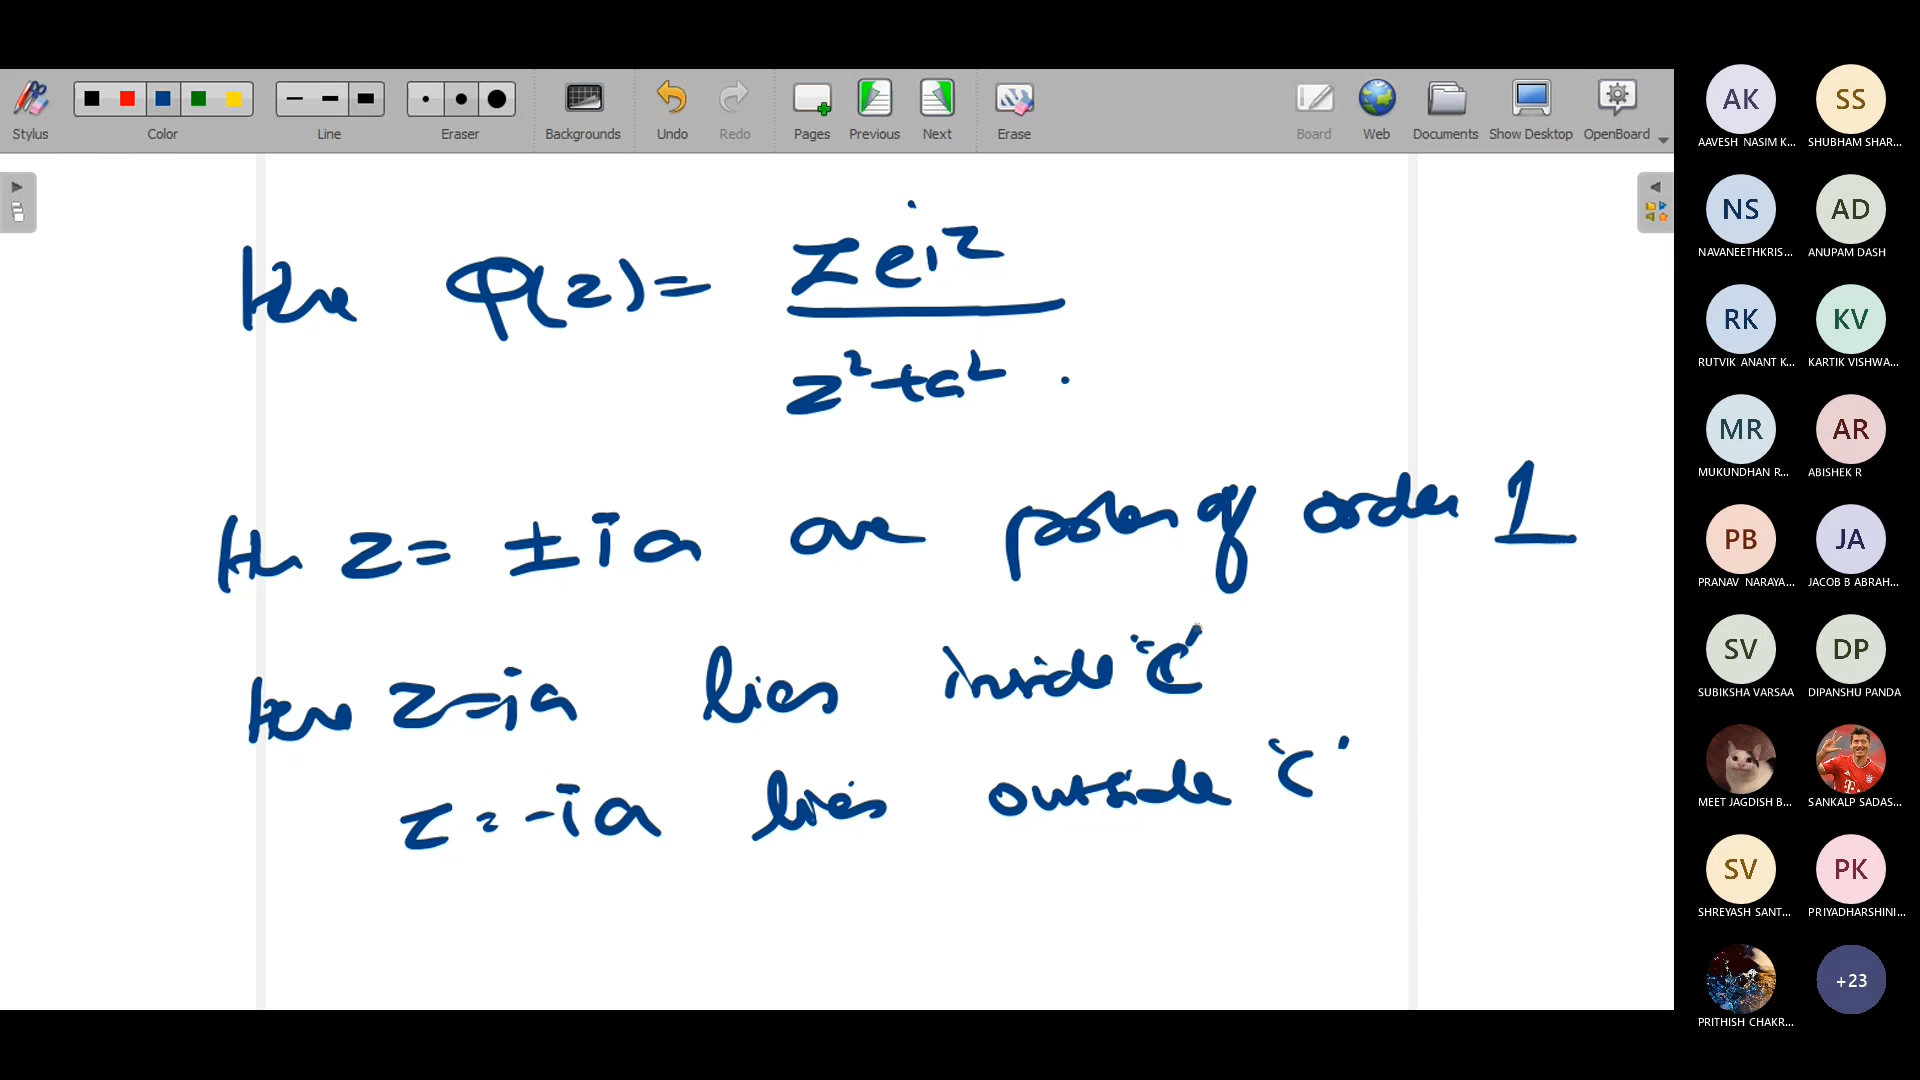 Stylus Color Line Eraser Backgrounds Undo Redo Pages Previous Next Erase Board Web Documents Show Desktop OpenBoard
Here φ(z) = z e^{iz}
z² + a² .
Here z = ± i a are poles of order 1
Here z = ia lies inside 'C'
z = -ia lies outside 'C'
AK SS
AAVESH NASIM K... SHUBHAM SHAR...
NS AD
NAVANEETHKRIS... ANUPAM DASH
RK KV
RUTVIK ANANT K... KARTIK VISHWA...
MR AR
MUKUNDHAN R... ABISHEK R
PB JA
PRANAV NARAYA... JACOB B ABRAH...
SV DP
SUBIKSHA VARSAA DIPANSHU PANDA
MEET JAGDISH B... SANKALP SADAS...
SV PK
SHREYASH SANT... PRIYADHARSHINI...
+23
PRITHISH CHAKR...